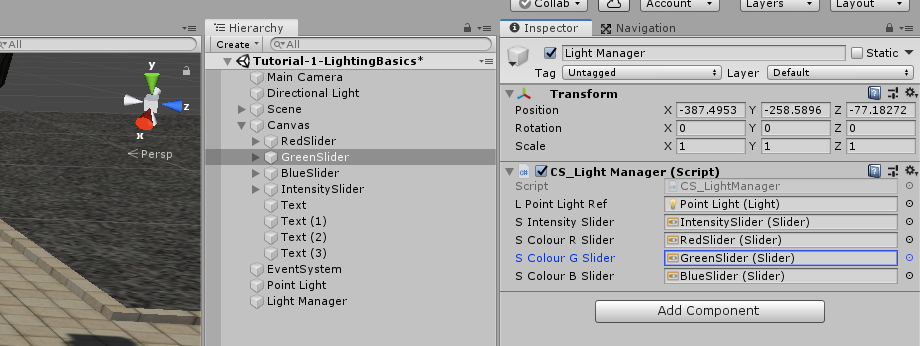 Collab
Account
Layers
Layout
All
y
z
x
Persp
Hierarchy
Create
All
Tutorial-1-LightingBasics*
Main Camera
Directional Light
Scene
Canvas
RedSlider
GreenSlider
BlueSlider
IntensitySlider
Text
Text (1)
Text (2)
Text (3)
EventSystem
Point Light
Light Manager
Inspector Navigation
Light Manager Static
Tag Untagged Layer Default
Transform
Position X -387.4953 Y -258.5896 Z -77.18272
Rotation X 0 Y 0 Z 0
Scale X 1 Y 1 Z 1
c# CS_Light Manager (Script)
Script CS_LightManager
L Point Light Ref Point Light (Light)
S Intensity Slider IntensitySlider (Slider)
S Colour R Slider RedSlider (Slider)
S Colour G Slider GreenSlider (Slider)
S Colour B Slider BlueSlider (Slider)
Add Component